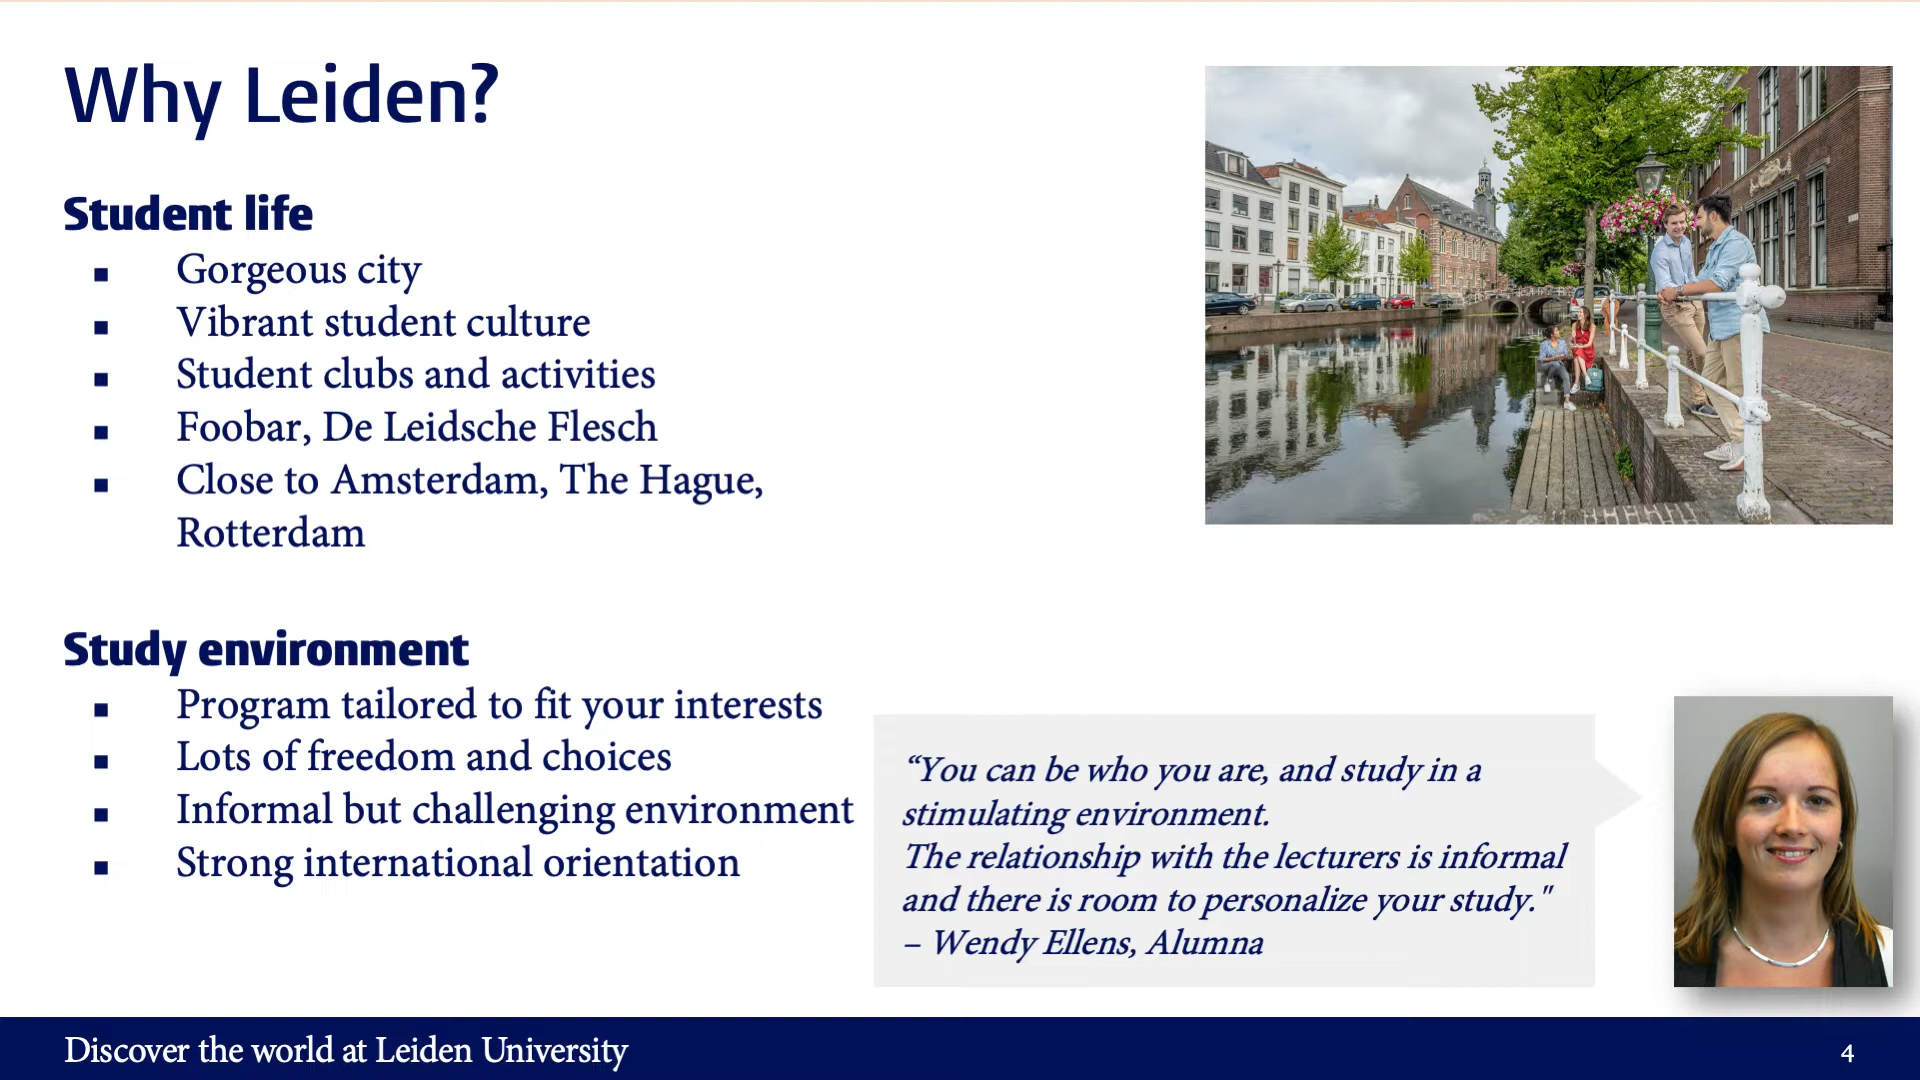 Why Leiden?
Student life
▪ Gorgeous city
▪ Vibrant student culture
▪ Student clubs and activities
▪ Foobar, De Leidsche Flesch
▪ Close to Amsterdam, The Hague,
Rotterdam
Study environment
▪ Program tailored to fit your interests
▪ Lots of freedom and choices
▪ Informal but challenging environment
▪ Strong international orientation
“You can be who you are, and study in a
stimulating environment.
The relationship with the lecturers is informal
and there is room to personalize your study."
– Wendy Ellens, Alumna
Discover the world at Leiden University
4